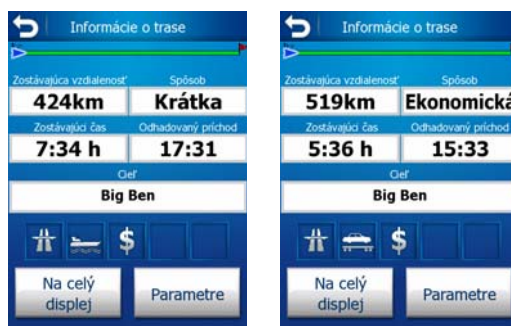 Informácie o trase
Zostávajúca vzdialenosť Spôsob
424km Krátka
Zostávajúci čas Odhadovaný príchod
7:34 h 17:31
Cieľ
Big Ben
$
Na celý
displej
Parametre
Informácie o trase
Zostávajúca vzdialenosť Spôsob
519km Ekonomická
Zostávajúci čas Odhadovaný príchod
5:36 h 15:33
Cieľ
Big Ben
$
Na celý
displej
Parametre